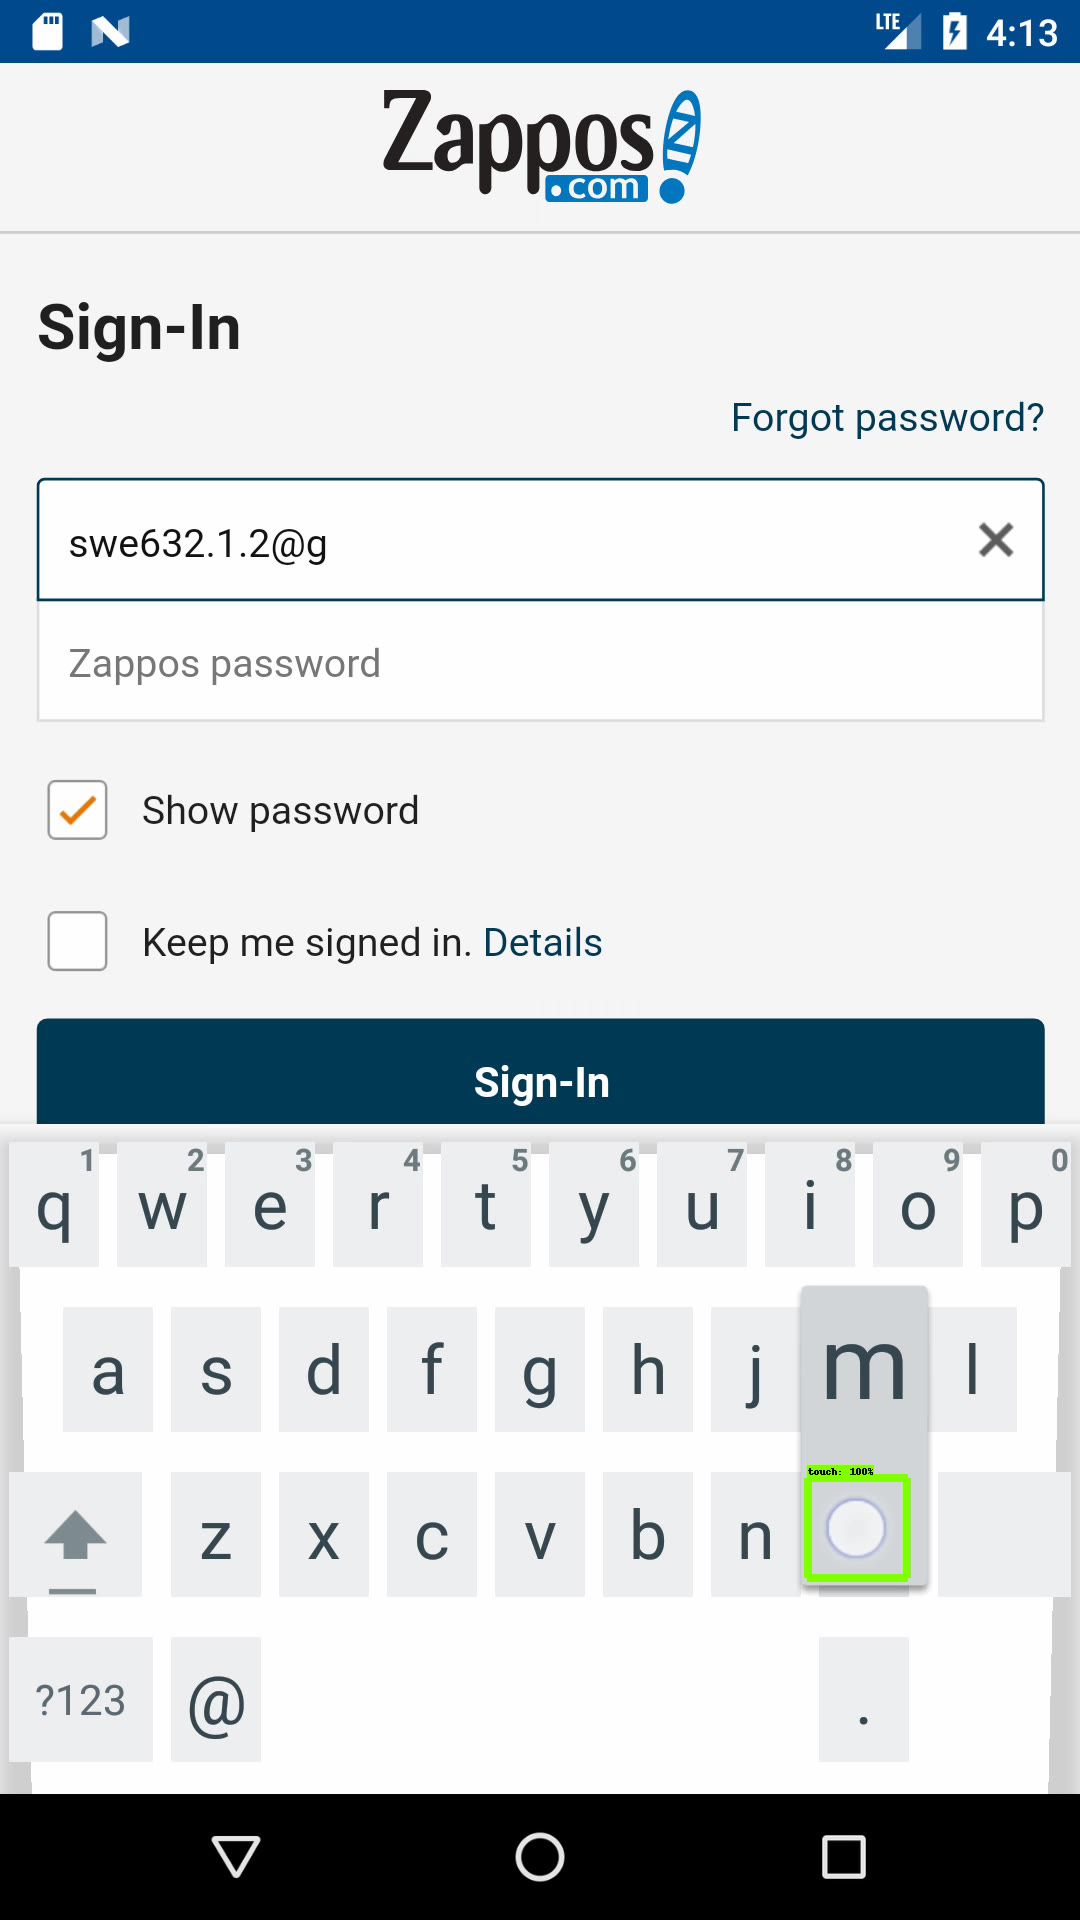 LTE 4:13
Zappos
.com
Sign-In
Forgot password?
swe632.1.2@g
Zappos password
Show password
Keep me signed in. Details
Sign-In
1 2 3 4 5 6 7 8 9 0
q w e r t y u i o p
a s d f g h j m l
touch: 100%
z x c v b n
?123 @ .